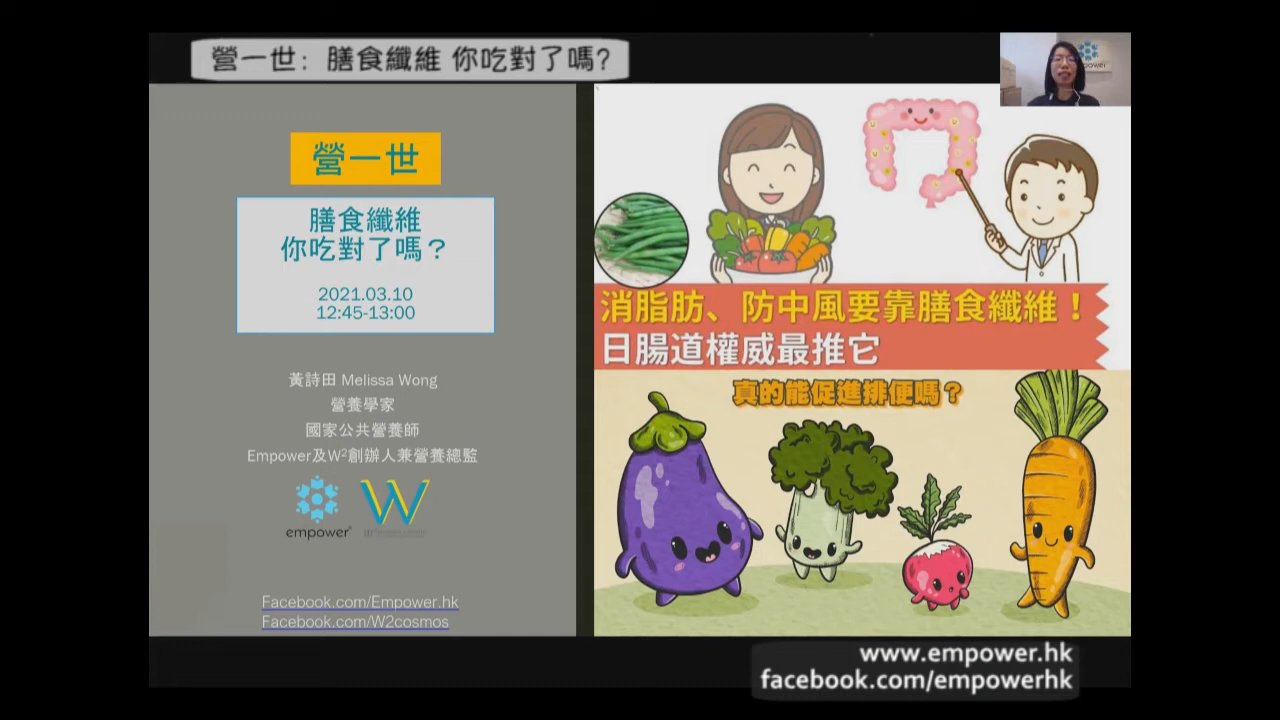 營一世: 膳食纖維 你吃對了嗎?
營一世
膳食纖維
你吃對了嗎？
2021.03.10
12:45-13:00
黃詩田 Melissa Wong
營養學家
國家公共營養師
Empower及W²創辦人兼營養總監
empower
W
Facebook.com/Empower.hk
Facebook.com/W2cosmos
消脂肪、防中風要靠膳食纖維！
日腸道權威最推它
真的能促進排便嗎？
www.empower.hk
facebook.com/empowerhk